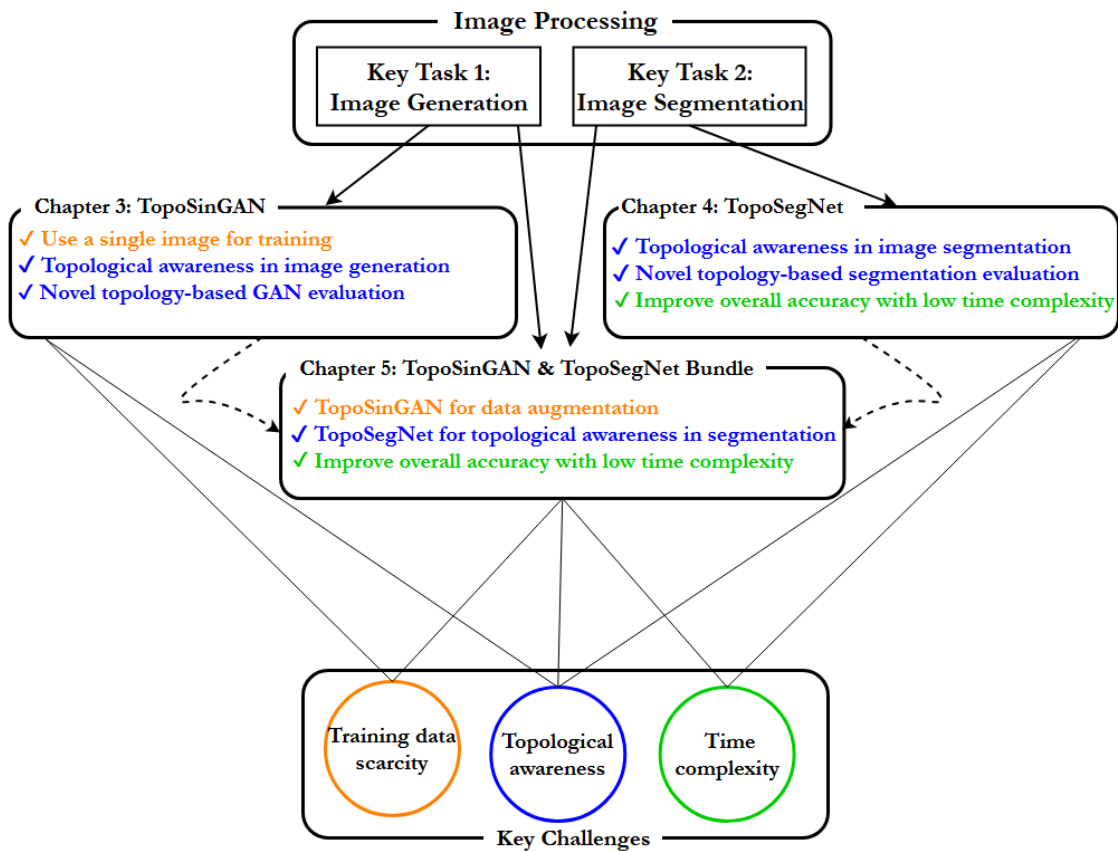 Image Processing
Key Task 1:
Image Generation
Key Task 2:
Image Segmentation
Chapter 3: TopoSinGAN
✓ Use a single image for training
✓ Topological awareness in image generation
✓ Novel topology-based GAN evaluation
Chapter 4: TopoSegNet
✓ Topological awareness in image segmentation
✓ Novel topology-based segmentation evaluation
✓ Improve overall accuracy with low time complexity
Chapter 5: TopoSinGAN & TopoSegNet Bundle
✓ TopoSinGAN for data augmentation
✓ TopoSegNet for topological awareness in segmentation
✓ Improve overall accuracy with low time complexity
Training data
scarcity
Topological
awareness
Time
complexity
Key Challenges